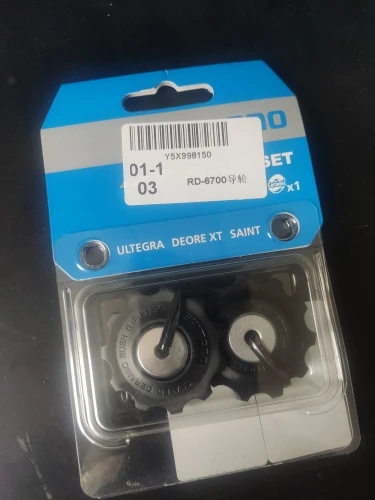 Y5X998150
01-1
03
RD-6700导轮
SET
x1
ULTEGRA DEORE XT SAINT